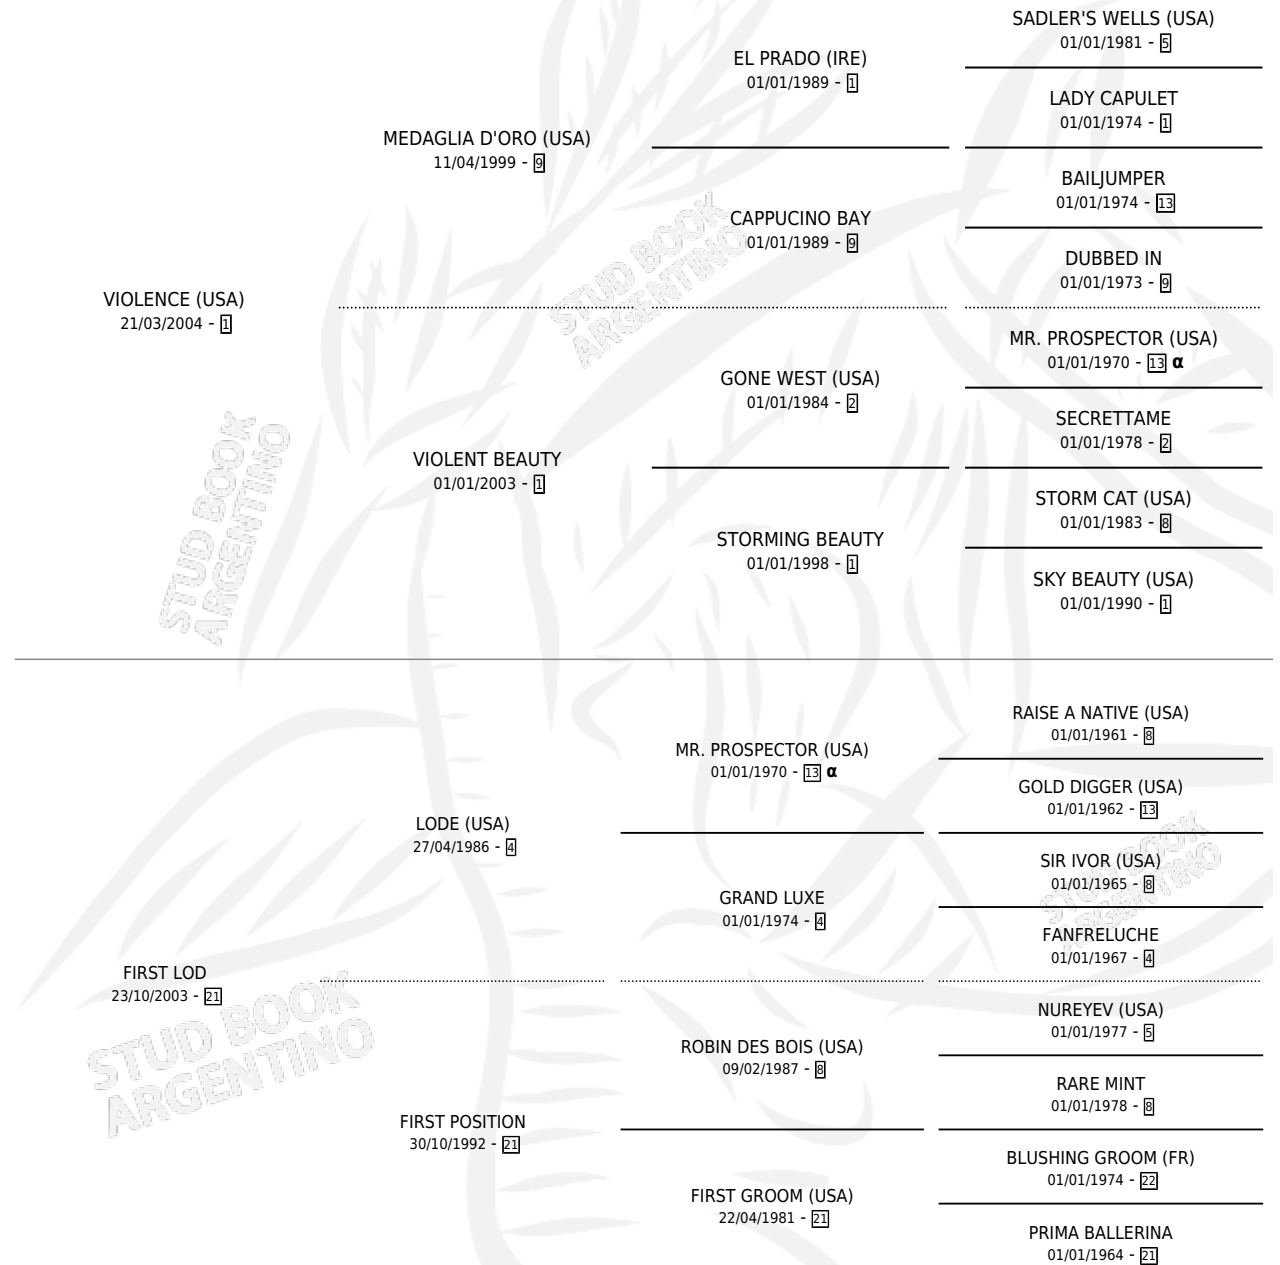 SADLER'S WELLS (USA)
01/01/1981 - 5
EL PRADO (IRE)
01/01/1989 - 1
LADY CAPULET
01/01/1974 - 1
MEDAGLIA D'ORO (USA)
11/04/1999 - 9
BAILJUMPER
01/01/1974 - 13
CAPPUCINO BAY
01/01/1989 - 9
DUBBED IN
01/01/1973 - 9
VIOLENCE (USA)
21/03/2004 - 1
MR. PROSPECTOR (USA)
01/01/1970 - 13 α
GONE WEST (USA)
01/01/1984 - 2
SECRETTAME
01/01/1978 - 2
VIOLENT BEAUTY
01/01/2003 - 1
STORM CAT (USA)
01/01/1983 - 8
STORMING BEAUTY
01/01/1998 - 1
SKY BEAUTY (USA)
01/01/1990 - 1
RAISE A NATIVE (USA)
01/01/1961 - 8
MR. PROSPECTOR (USA)
01/01/1970 - 13 α
GOLD DIGGER (USA)
01/01/1962 - 13
LODE (USA)
27/04/1986 - 4
SIR IVOR (USA)
01/01/1965 - 8
GRAND LUXE
01/01/1974 - 4
FANFRELUCHE
01/01/1967 - 4
FIRST LOD
23/10/2003 - 21
NUREYEV (USA)
01/01/1977 - 5
ROBIN DES BOIS (USA)
09/02/1987 - 8
RARE MINT
01/01/1978 - 8
FIRST POSITION
30/10/1992 - 21
BLUSHING GROOM (FR)
01/01/1974 - 22
FIRST GROOM (USA)
22/04/1981 - 21
PRIMA BALLERINA
01/01/1964 - 21
STUD BOOK
ARGENTINO
STUD BOOK
ARGENTINO
STUD BOOK
ARGENTINO
STUD BOOK
ARGENTINO